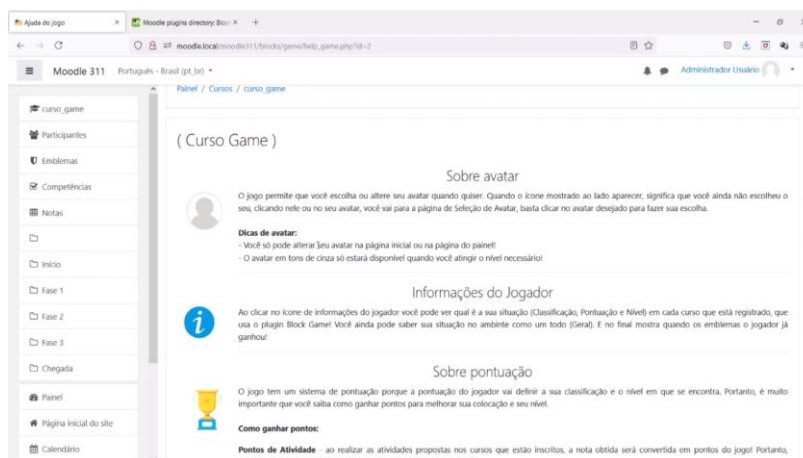 Ajuda do jogo
Moodle plugins directory: Bloc
moodle.local/moodle311/blocks/game/help_game.php?id=2
Moodle 311 Português - Brasil (pt_br)
Administrador Usuário
Painel / Cursos / curso_game
curso_game
Participantes
Emblemas
Competências
Notas
Início
Fase 1
Fase 2
Fase 3
Chegada
Painel
Página inicial do site
Calendário
( Curso Game )
Sobre avatar
O jogo permite que você escolha ou altere seu avatar quando quiser. Quando o ícone mostrado ao lado aparecer, significa que você ainda não escolheu o
seu, clicando nele ou no seu avatar, você vai para a página de Seleção de Avatar, basta clicar no avatar desejado para fazer sua escolha.
Dicas de avatar:
- Você só pode alterar seu avatar na página inicial ou na página do painel!
- O avatar em tons de cinza só estará disponível quando você atingir o nível necessário!
Informações do Jogador
Ao clicar no ícone de informações do jogador você pode ver qual é a sua situação (Classificação, Pontuação e Nível) em cada curso que está registrado, que
usa o plugin Block Game! Você ainda pode saber sua situação no ambinte como um todo (Geral). E no final mostra quando os emblemas o jogador já
ganhou!
Sobre pontuação
O jogo tem um sistema de pontuação porque a pontuação do jogador vai definir a sua classificação e o nível em que se encontra. Portanto, é muito
importante que você saiba como ganhar pontos para melhorar sua colocação e seu nível.
Como ganhar pontos:
Pontos de Atividade - ao realizar as atividades propostas nos cursos que estão inscritos, a nota obtida será convertida em pontos do jogo! Portanto,